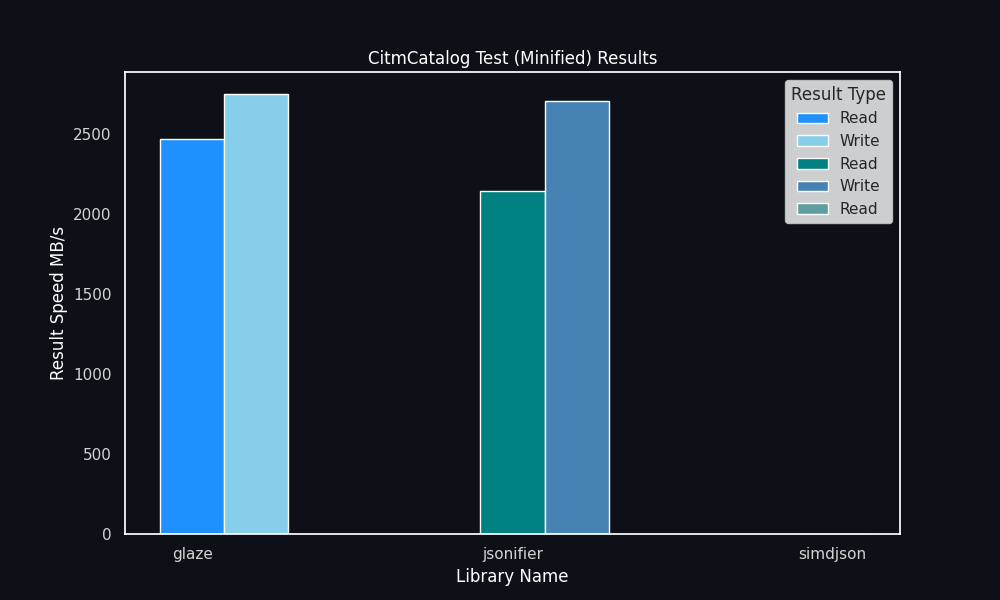 CitmCatalog Test (Minified) Results
Result Type
Read
Write
Read
Write
Read
Result Speed MB/s
2500
2000
1500
1000
500
0
glaze
jsonifier
simdjson
Library Name